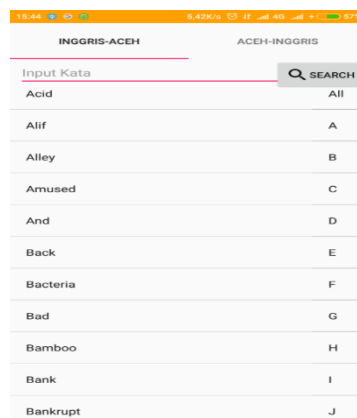 15:44 5,42K/s 4G 57%
INGGRIS-ACEH ACEH-INGGRIS
Input Kata SEARCH
Acid All
Alif A
Alley B
Amused C
And D
Back E
Bacteria F
Bad G
Bamboo H
Bank I
Bankrupt J